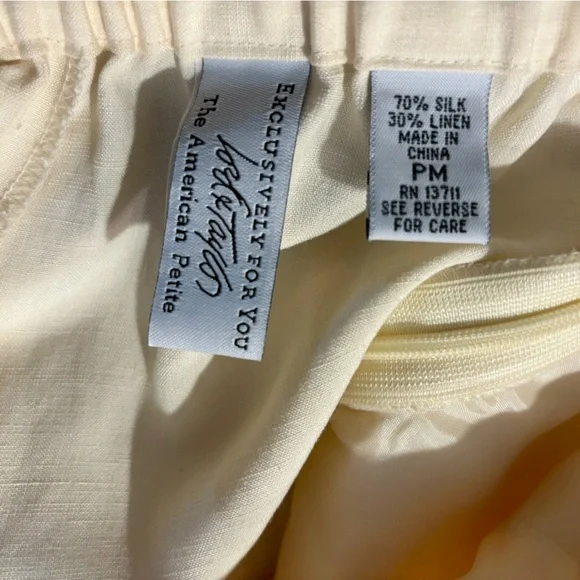 EXCLUSIVELY FOR YOU
Lord & Taylor
The American Petite
70% SILK
30% LINEN
MADE IN
CHINA
PM
RN 13711
SEE REVERSE
FOR CARE